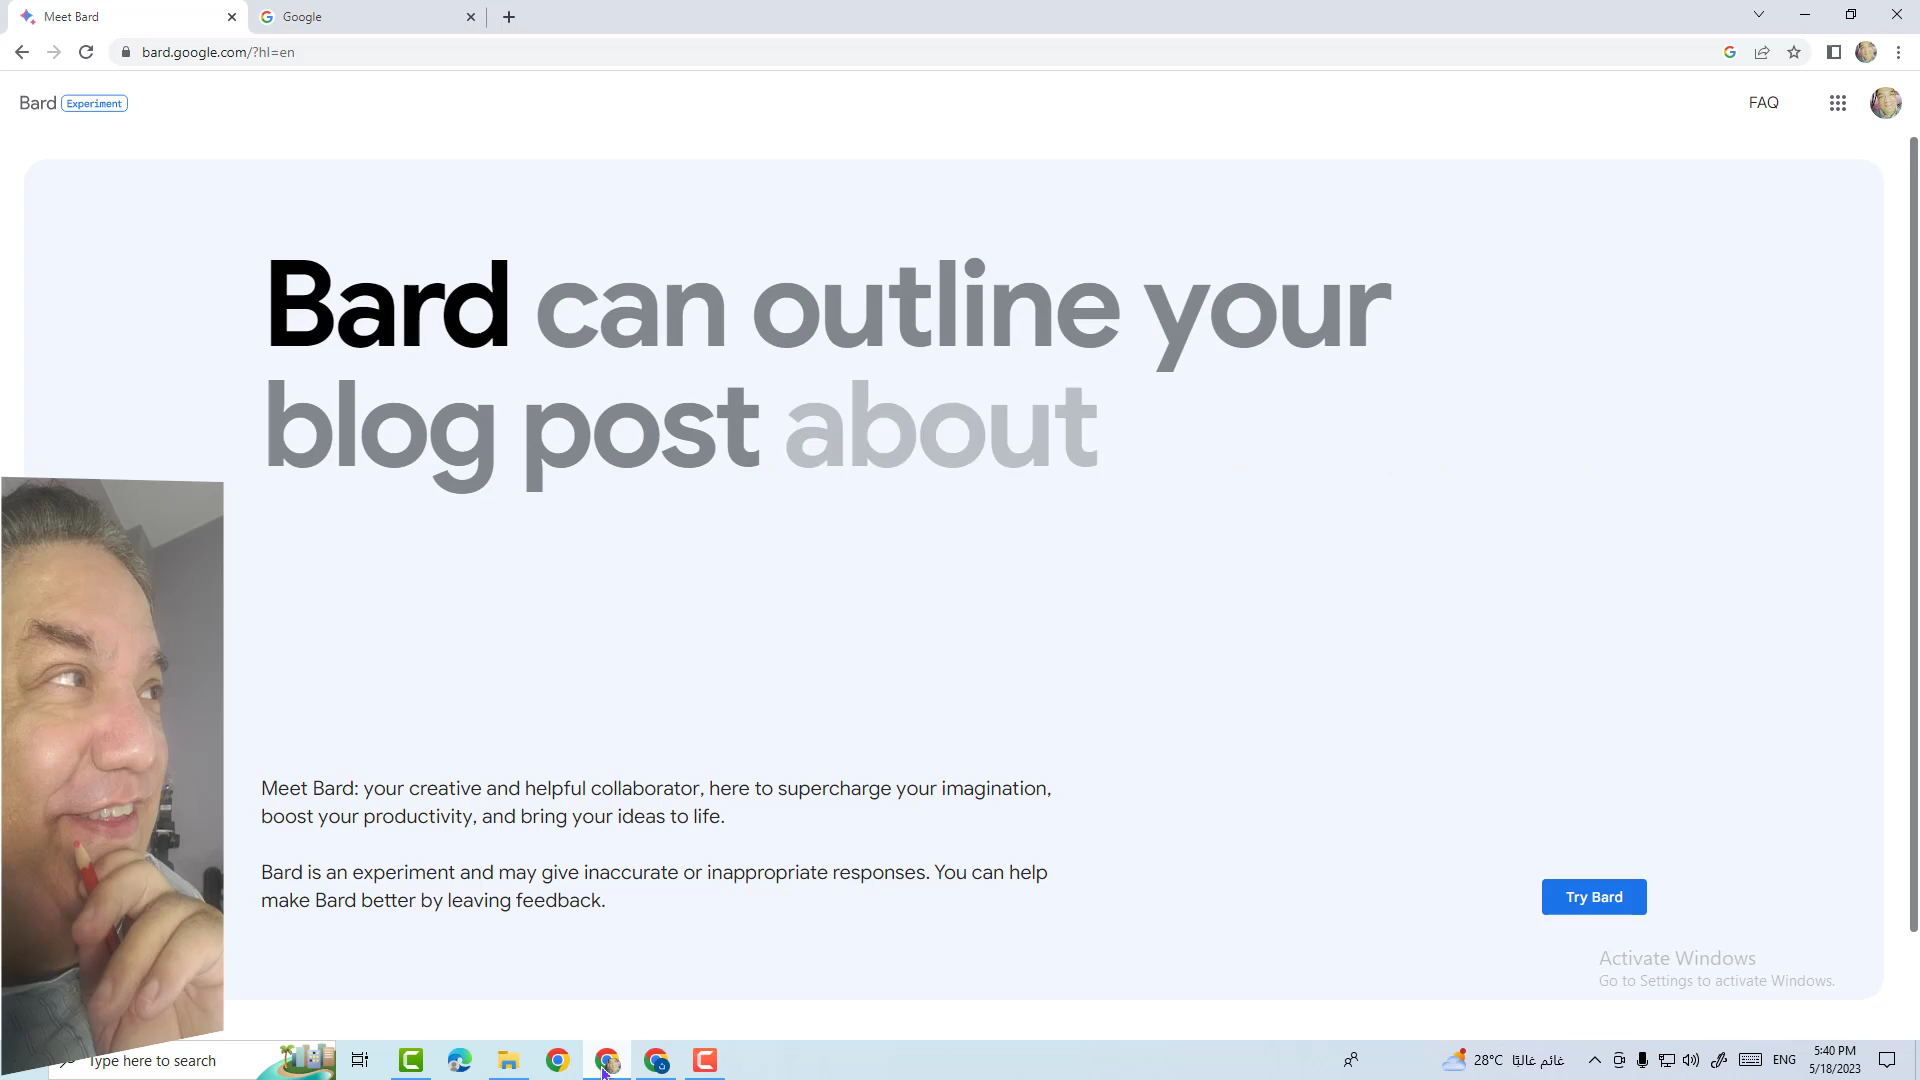 Meet Bard
Google
bard.google.com/?hl=en
Bard Experiment
FAQ
Bard can outline your
blog post about
Meet Bard: your creative and helpful collaborator, here to supercharge your imagination,
boost your productivity, and bring your ideas to life.
Bard is an experiment and may give inaccurate or inappropriate responses. You can help
make Bard better by leaving feedback.
Try Bard
Activate Windows
Go to Settings to activate Windows.
Type here to search
28°C غائم غالبًا
ENG
5:40 PM
5/18/2023